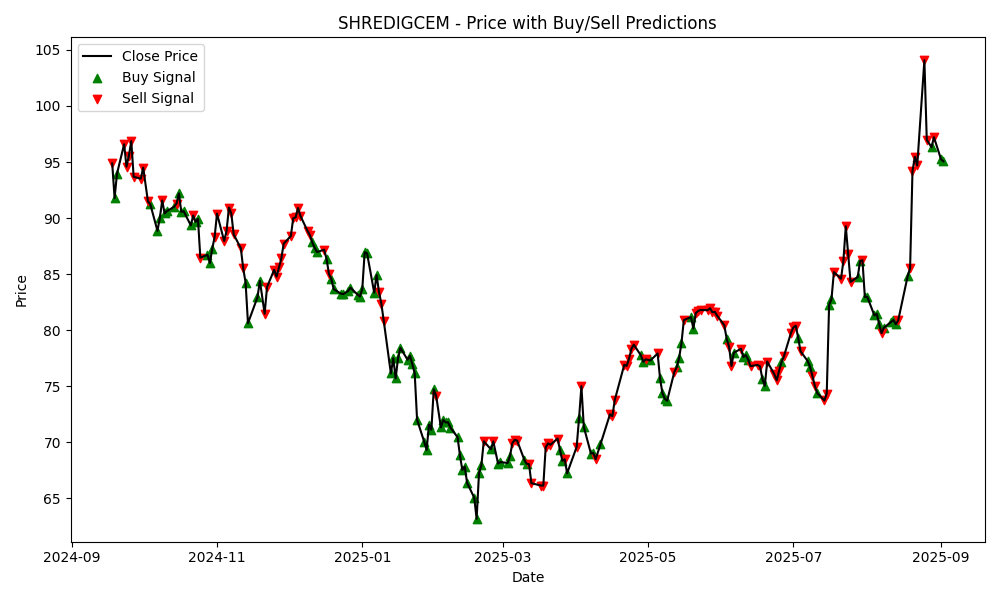 SHREDIGCEM - Price with Buy/Sell Predictions
Close Price
Buy Signal
Sell Signal
Price
105
100
95
90
85
80
75
70
65
2024-09 2024-11 2025-01 2025-03 2025-05 2025-07 2025-09
Date